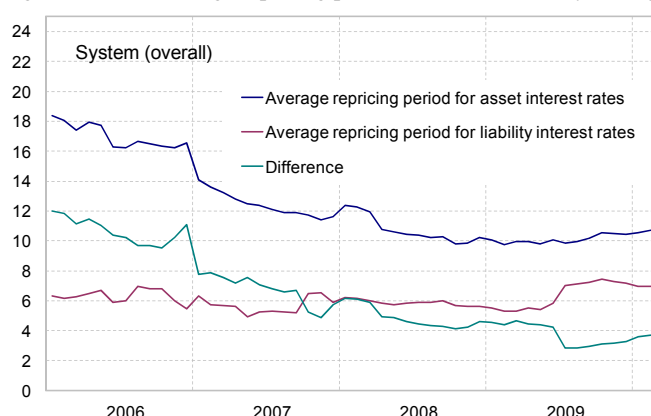 24
22
20
18
16
14
12
10
8
6
4
2
0
System (overall)
Average repricing period for asset interest rates
Average repricing period for liability interest rates
Difference
2006 2007 2008 2009